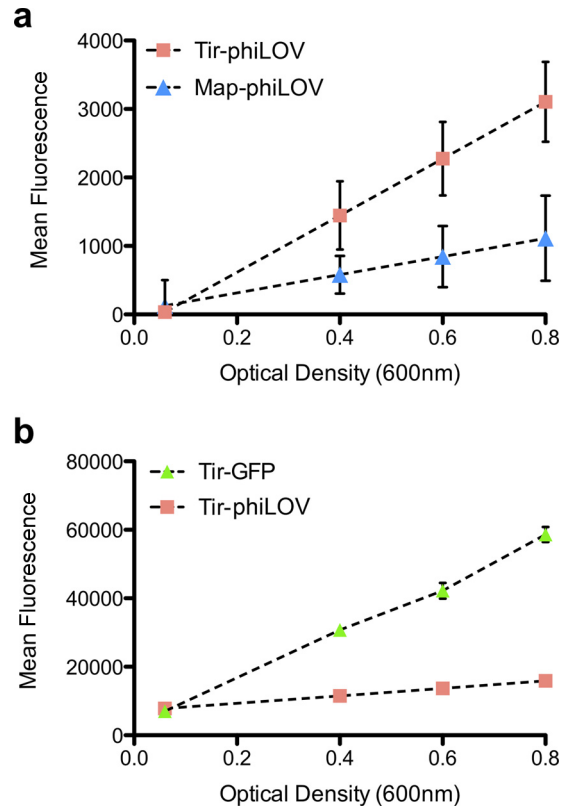 a
4000
3000
2000
1000
0
Mean Fluorescence
Tir-phiLOV
Map-phiLOV
0.0 0.2 0.4 0.6 0.8
Optical Density (600nm)
b
80000
60000
40000
20000
0
Mean Fluorescence
Tir-GFP
Tir-phiLOV
0.0 0.2 0.4 0.6 0.8
Optical Density (600nm)